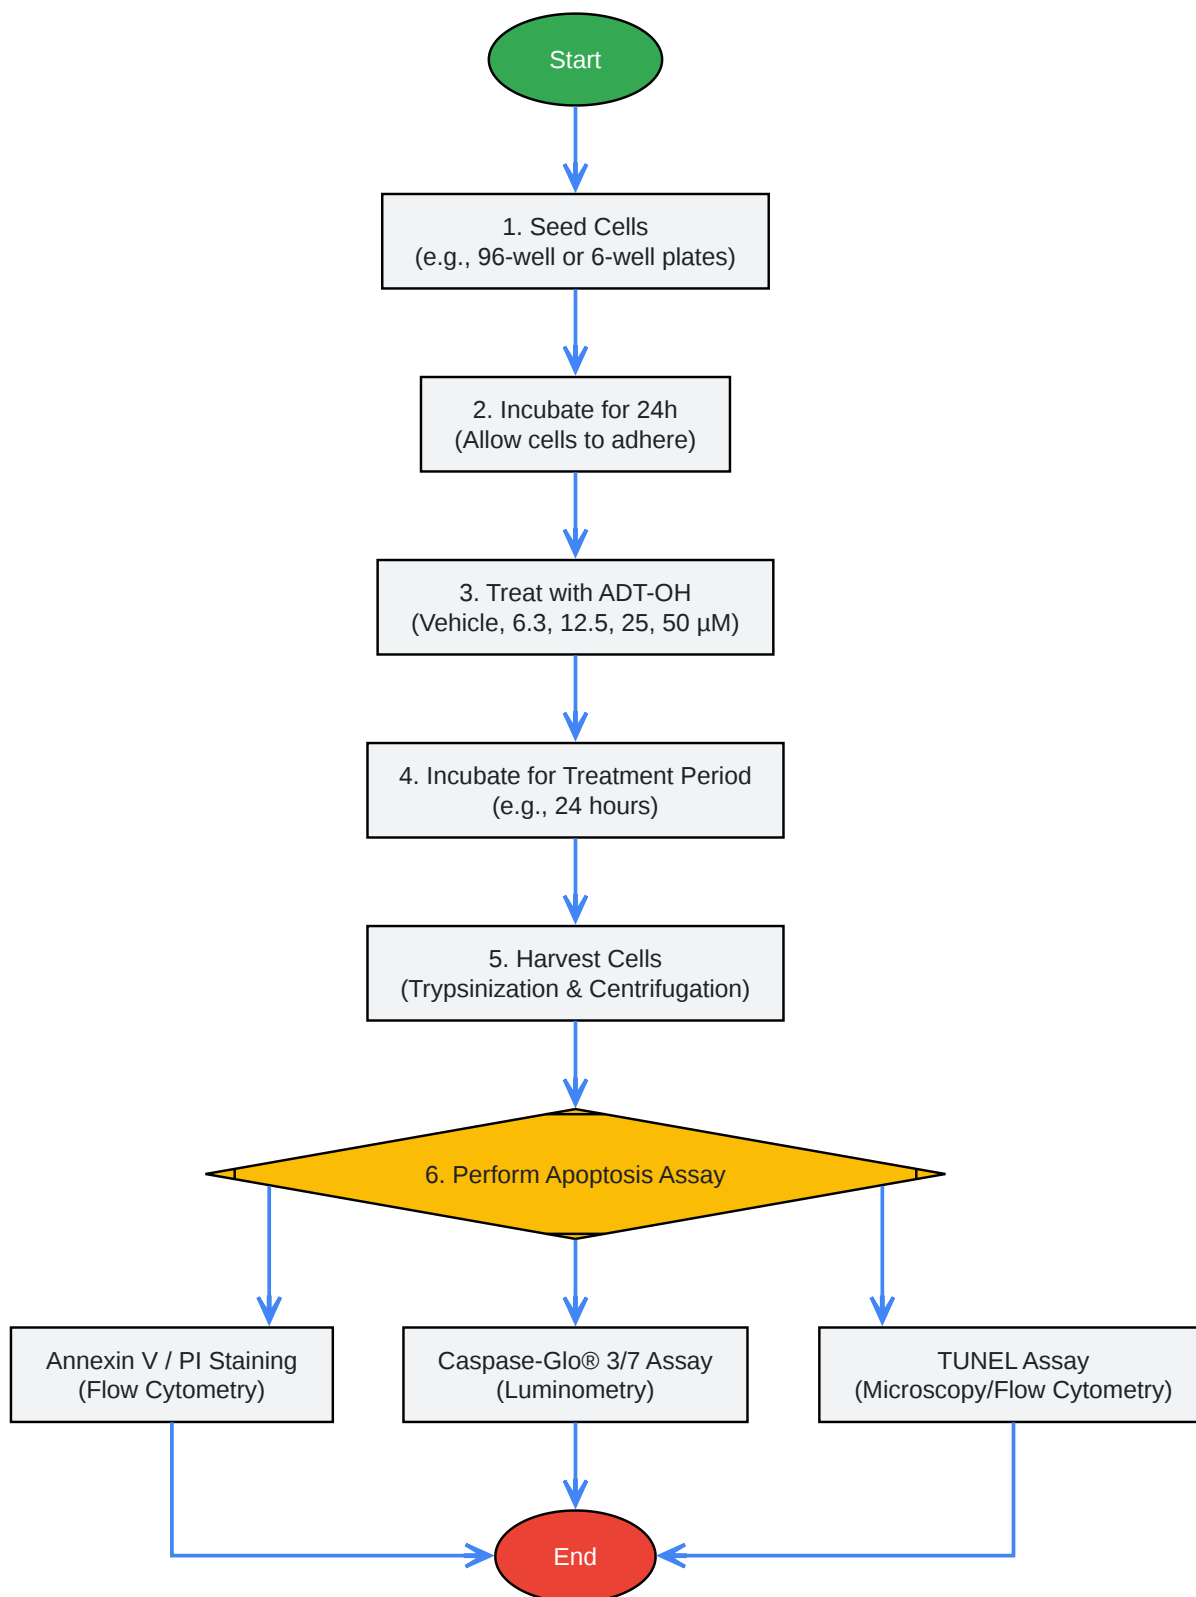 Start
1. Seed Cells
(e.g., 96-well or 6-well plates)
2. Incubate for 24h
(Allow cells to adhere)
3. Treat with ADT-OH
(Vehicle, 6.3, 12.5, 25, 50 µM)
4. Incubate for Treatment Period
(e.g., 24 hours)
5. Harvest Cells
(Trypsinization & Centrifugation)
6. Perform Apoptosis Assay
Annexin V / PI Staining
(Flow Cytometry)
Caspase-Glo® 3/7 Assay
(Luminometry)
TUNEL Assay
(Microscopy/Flow Cytometry)
End